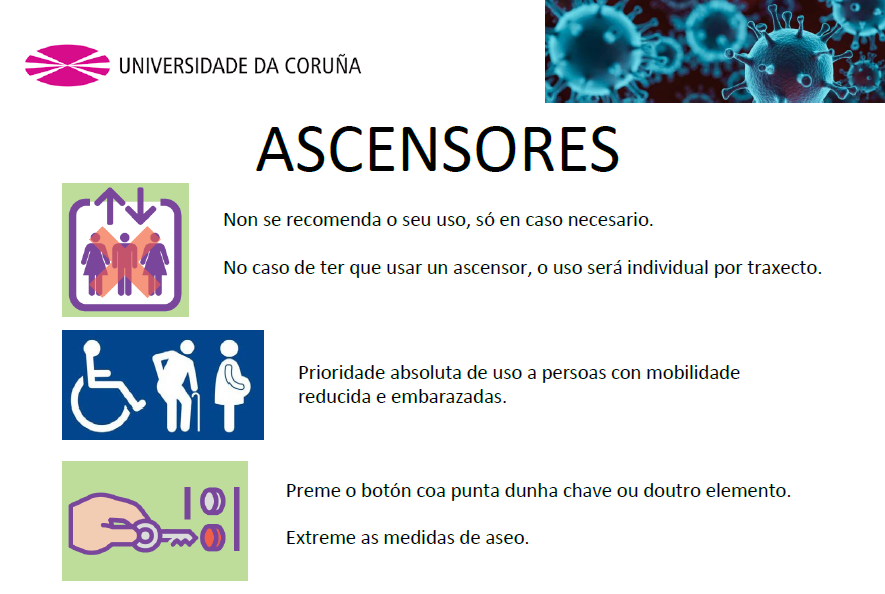 UNIVERSIDADE DA CORUÑA
ASCENSORES
Non se recomenda o seu uso, só en caso necesario.
No caso de ter que usar un ascensor, o uso será individual por traxecto.
Prioridade absoluta de uso a persoas con mobilidade
reducida e embarazadas.
Preme o botón coa punta dunha chave ou doutro elemento.
Extreme as medidas de aseo.